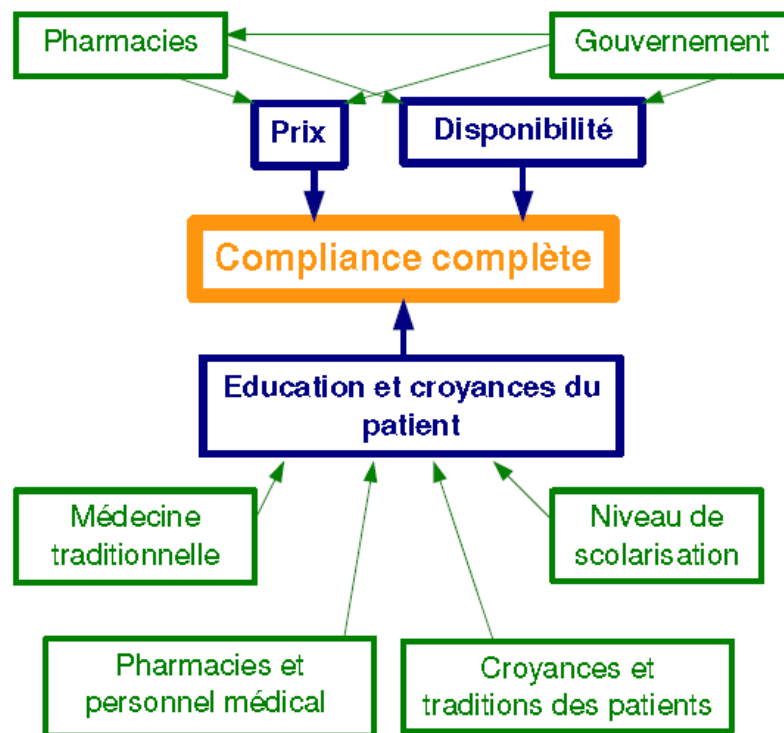 Pharmacies
Gouvernement
Prix
Disponibilité
Compliance complète
Education et croyances du
patient
Médecine
traditionnelle
Niveau de
scolarisation
Pharmacies et
personnel médical
Croyances et
traditions des patients